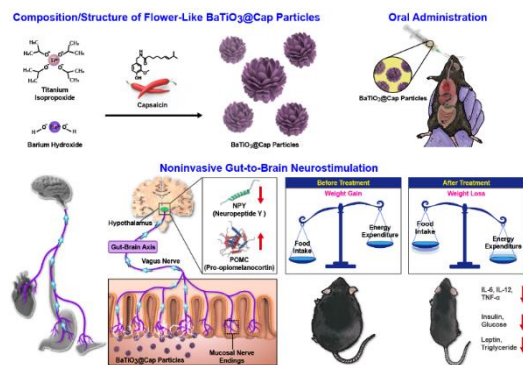 Composition/Structure of Flower-Like BaTiO3@Cap Particles
Oral Administration
Titanium
Isopropoxide
Capsaicin
Barium Hydroxide
BaTiO3@Cap Particles
BaTiO3@Cap Particles
Noninvasive Gut-to-Brain Neurostimulation
Hypothalamus
Gut-Brain Axis
Vagus Nerve
NPY
(Neuropeptide Y )
POMC
(Pro-opiomelanocortin)
BaTiO3@Cap Particles
Mucosal Nerve
Endings
Before Treatment
Weight Gain
Food
Intake
Energy
Expenditure
After Treatment
Weight Loss
Food
Intake
Energy
Expenditure
IL-6, IL-12,
TNF-α
Insulin,
Glucose
Leptin,
Triglyceride